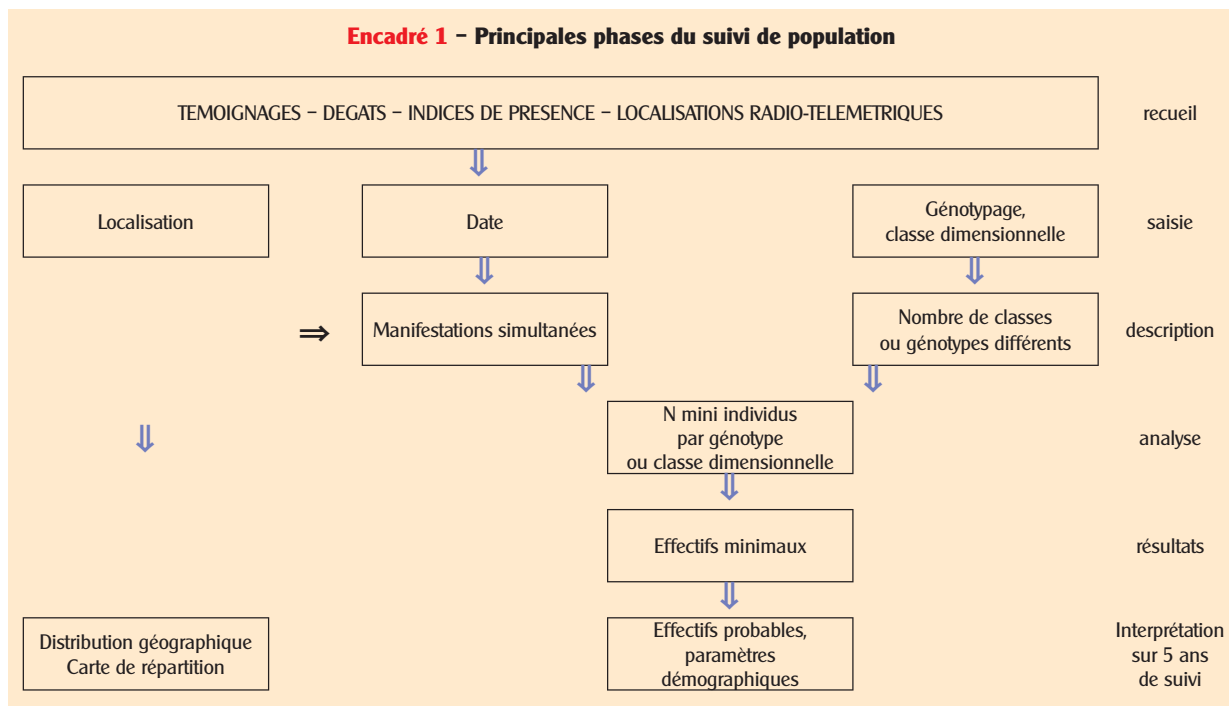 Encadré 1 – Principales phases du suivi de population
TEMOIGNAGES – DEGATS – INDICES DE PRESENCE – LOCALISATIONS RADIO-TELEMETRIQUES
recueil
Localisation
Date
Génotypage,
classe dimensionnelle
saisie
Manifestations simultanées
Nombre de classes
ou génotypes différents
description
N mini individus
par génotype
ou classe dimensionnelle
analyse
Effectifs minimaux
résultats
Distribution géographique
Carte de répartition
Effectifs probables,
paramètres
démographiques
Interprétation
sur 5 ans
de suivi